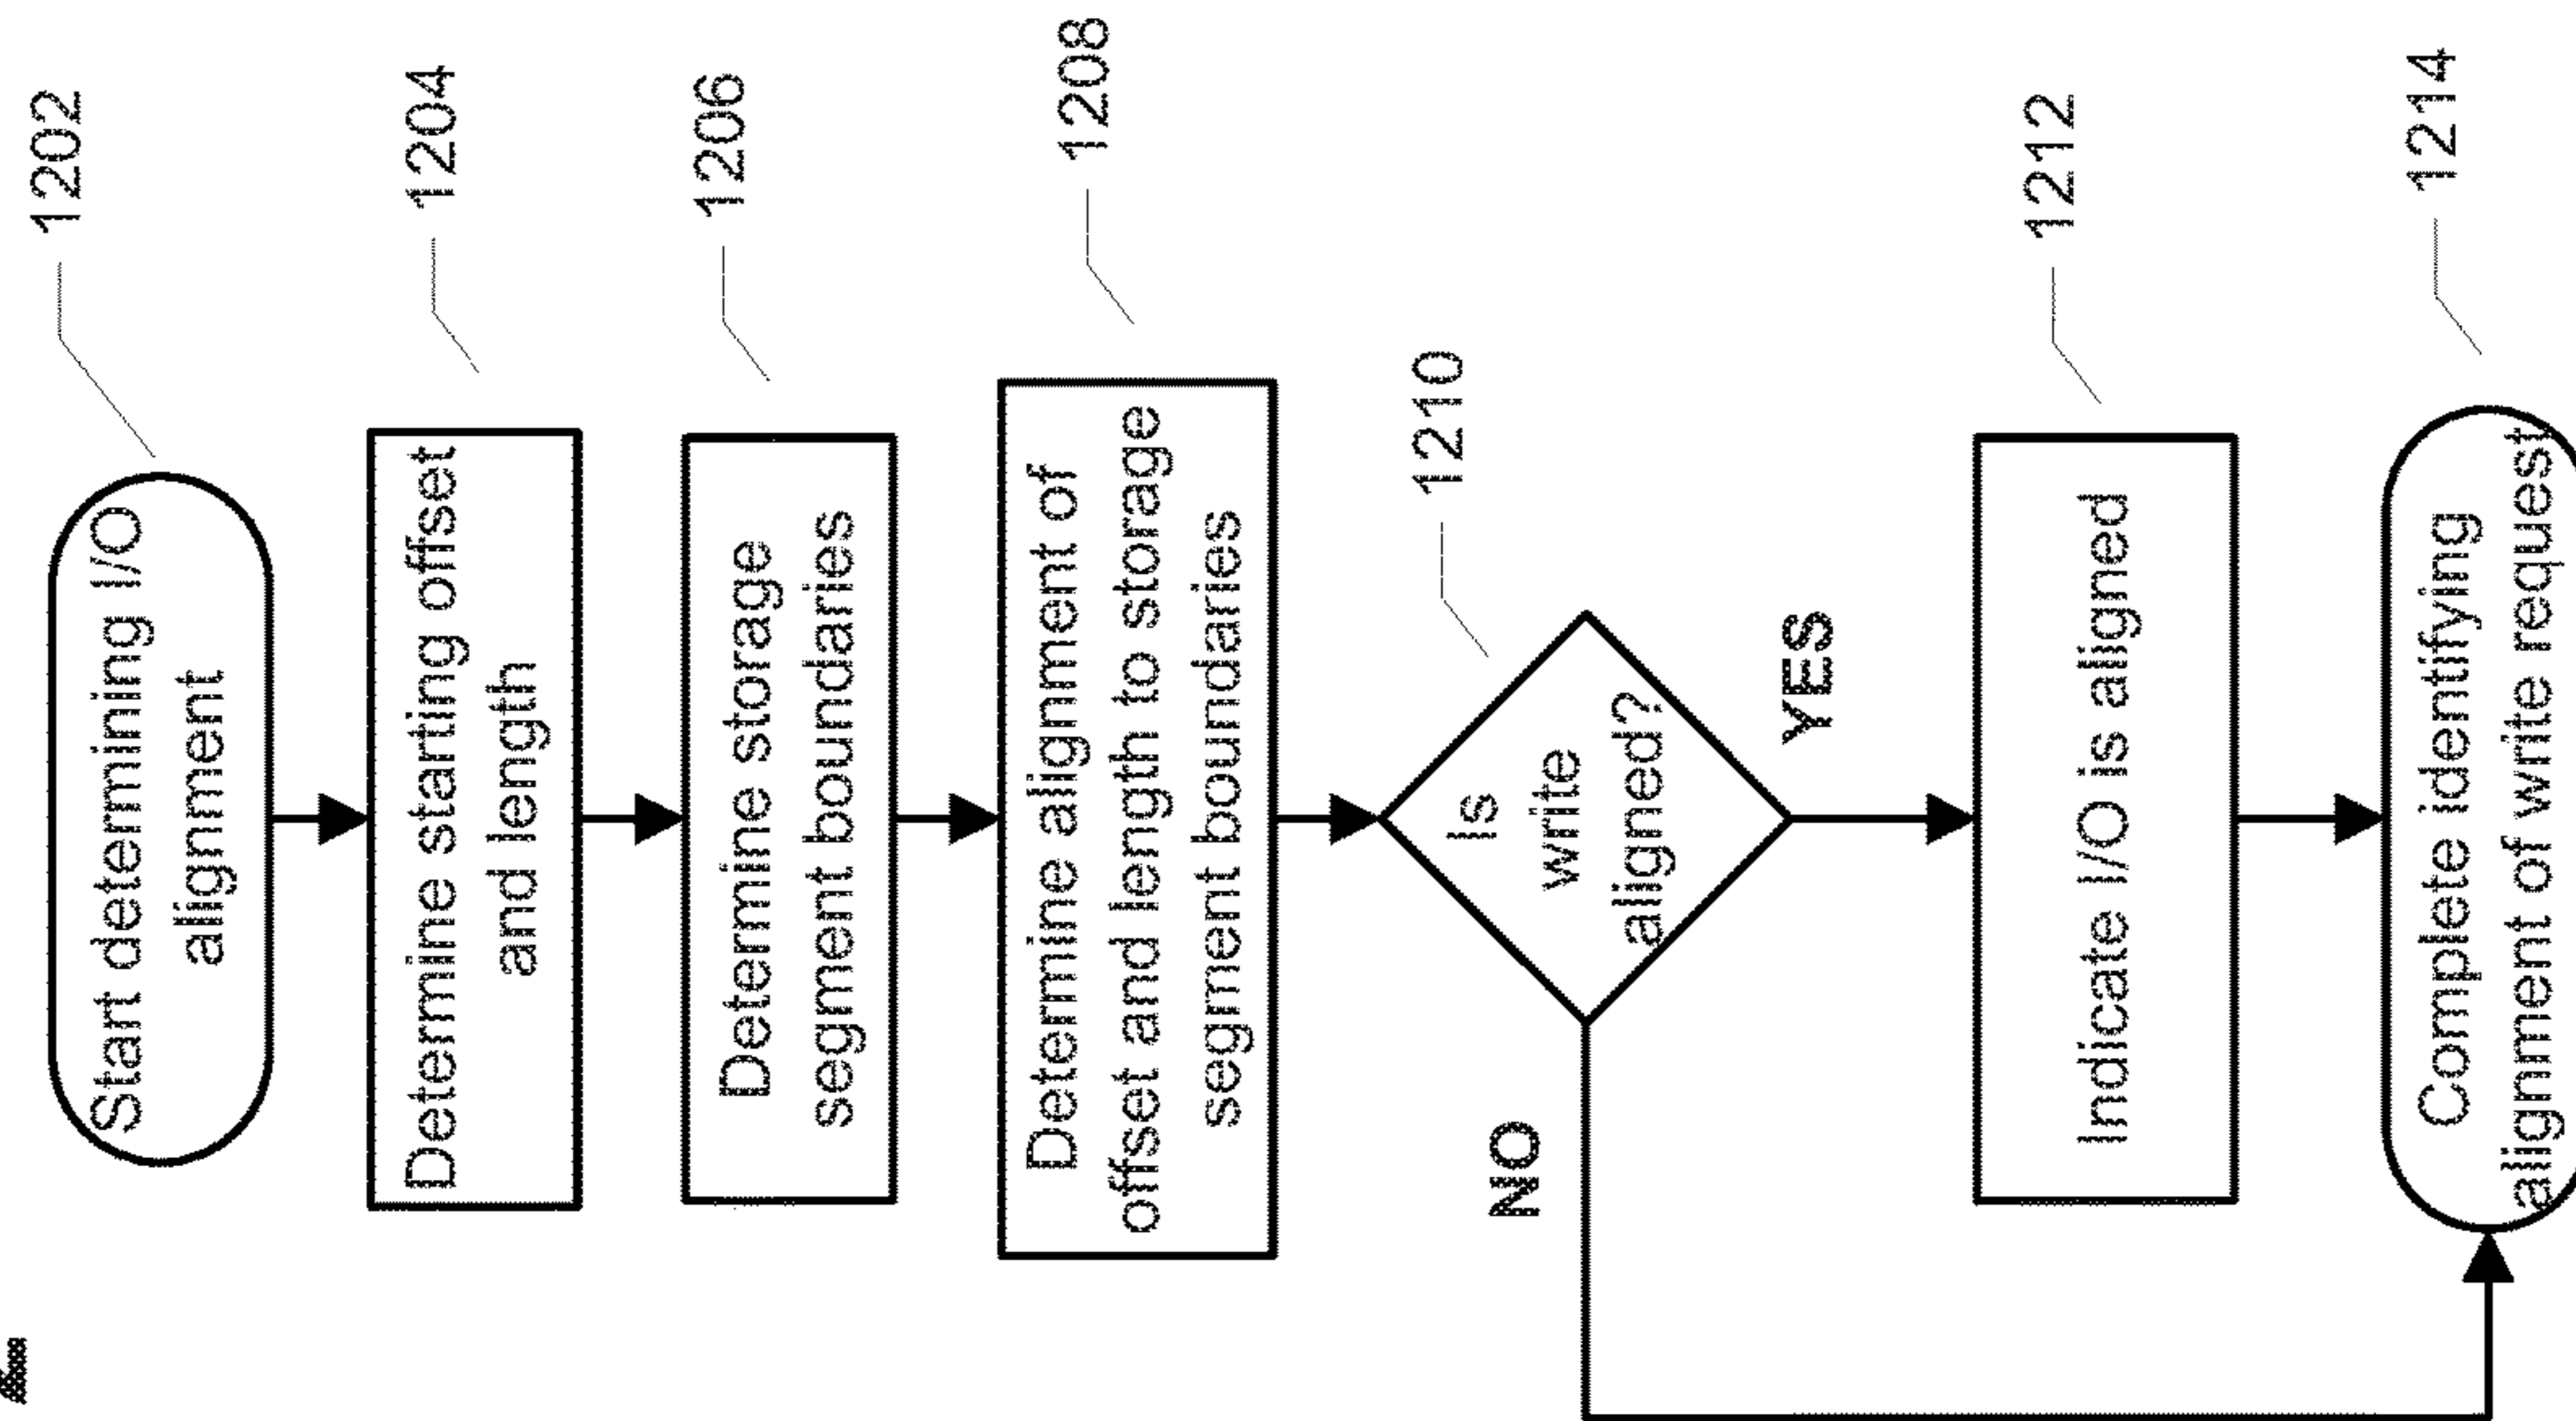 Start determining I/O
alignment
1202
Determine starting offset
and length
1204
Determine storage
segment boundaries
1206
Determine alignment of
offset and length to storage
segment boundaries
1208
Is
write
aligned?
1210
NO
YES
Indicate I/O is aligned
1212
Complete identifying
alignment of write request
1214